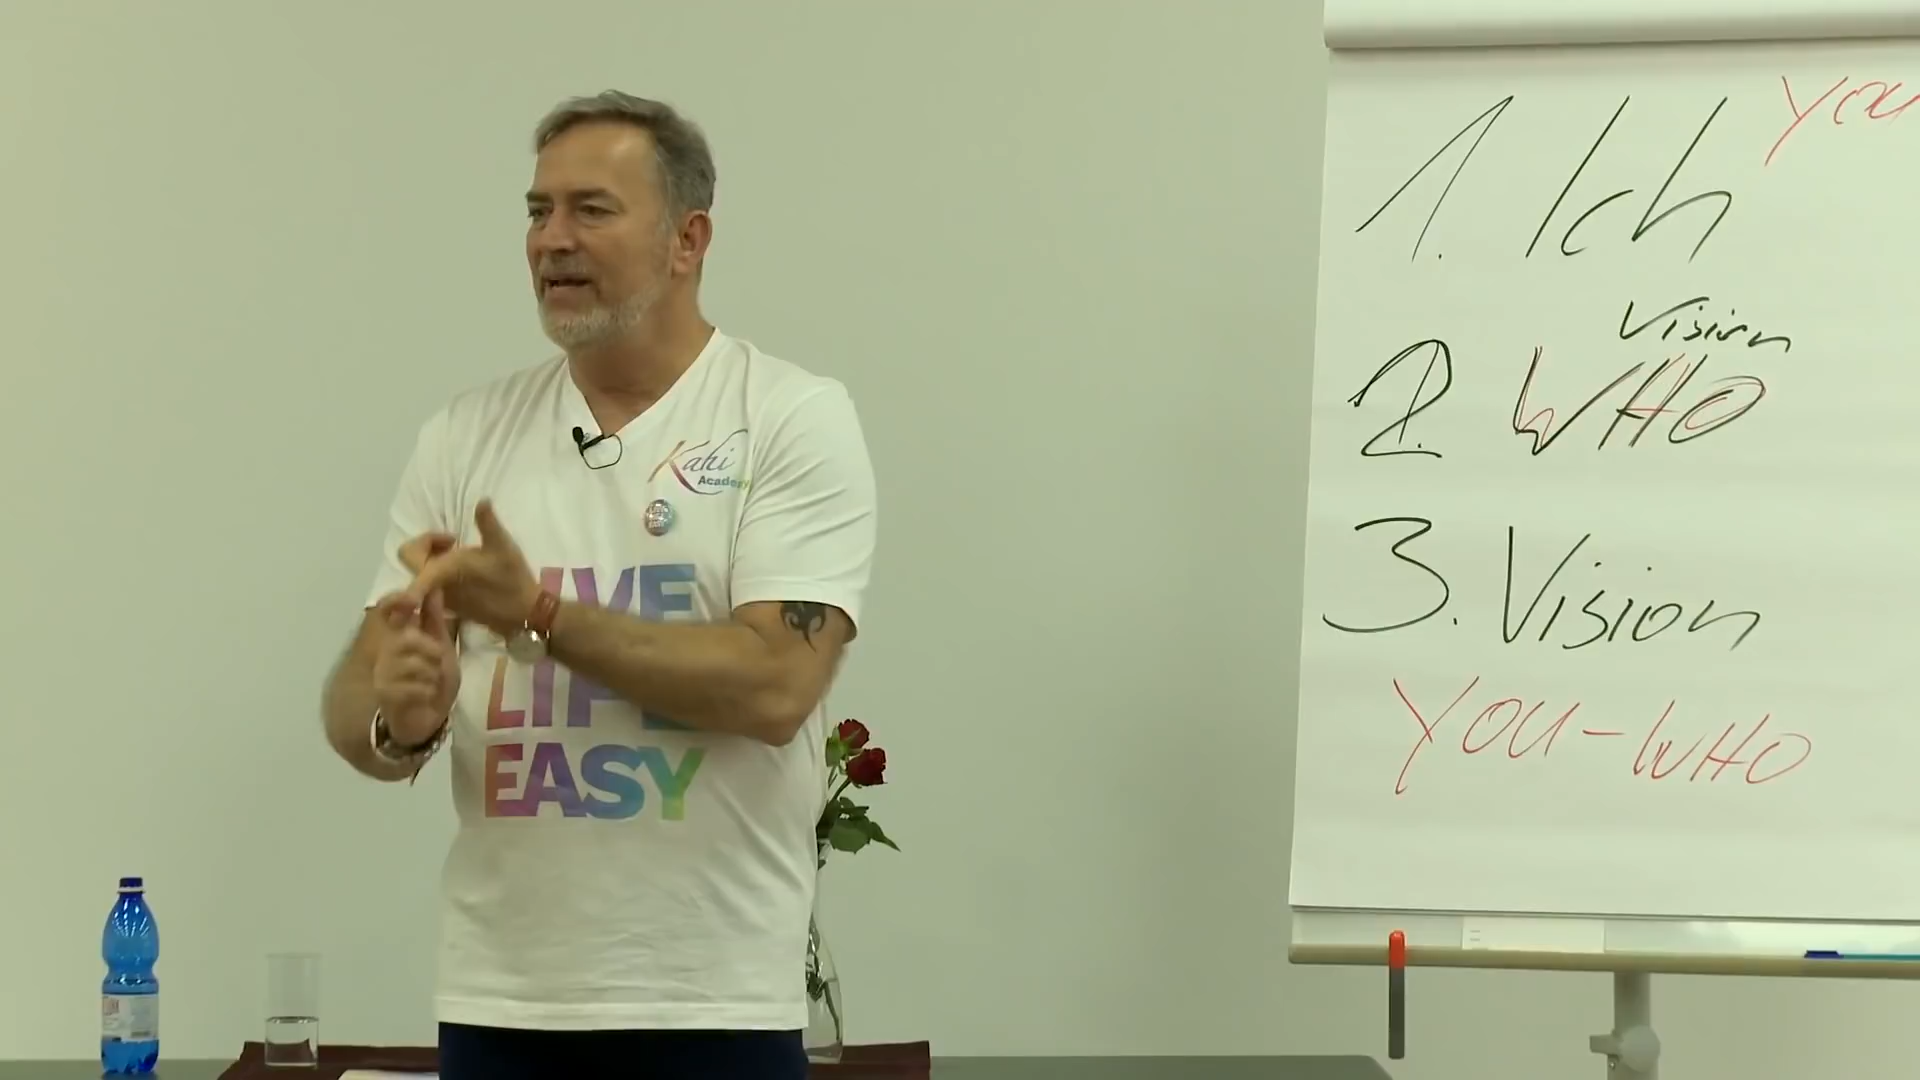 Kahi
Academy
LIVE
LIFE
EASY
1. Ich
you
Vision
2. WHO
3. Vision
YOU-WHO